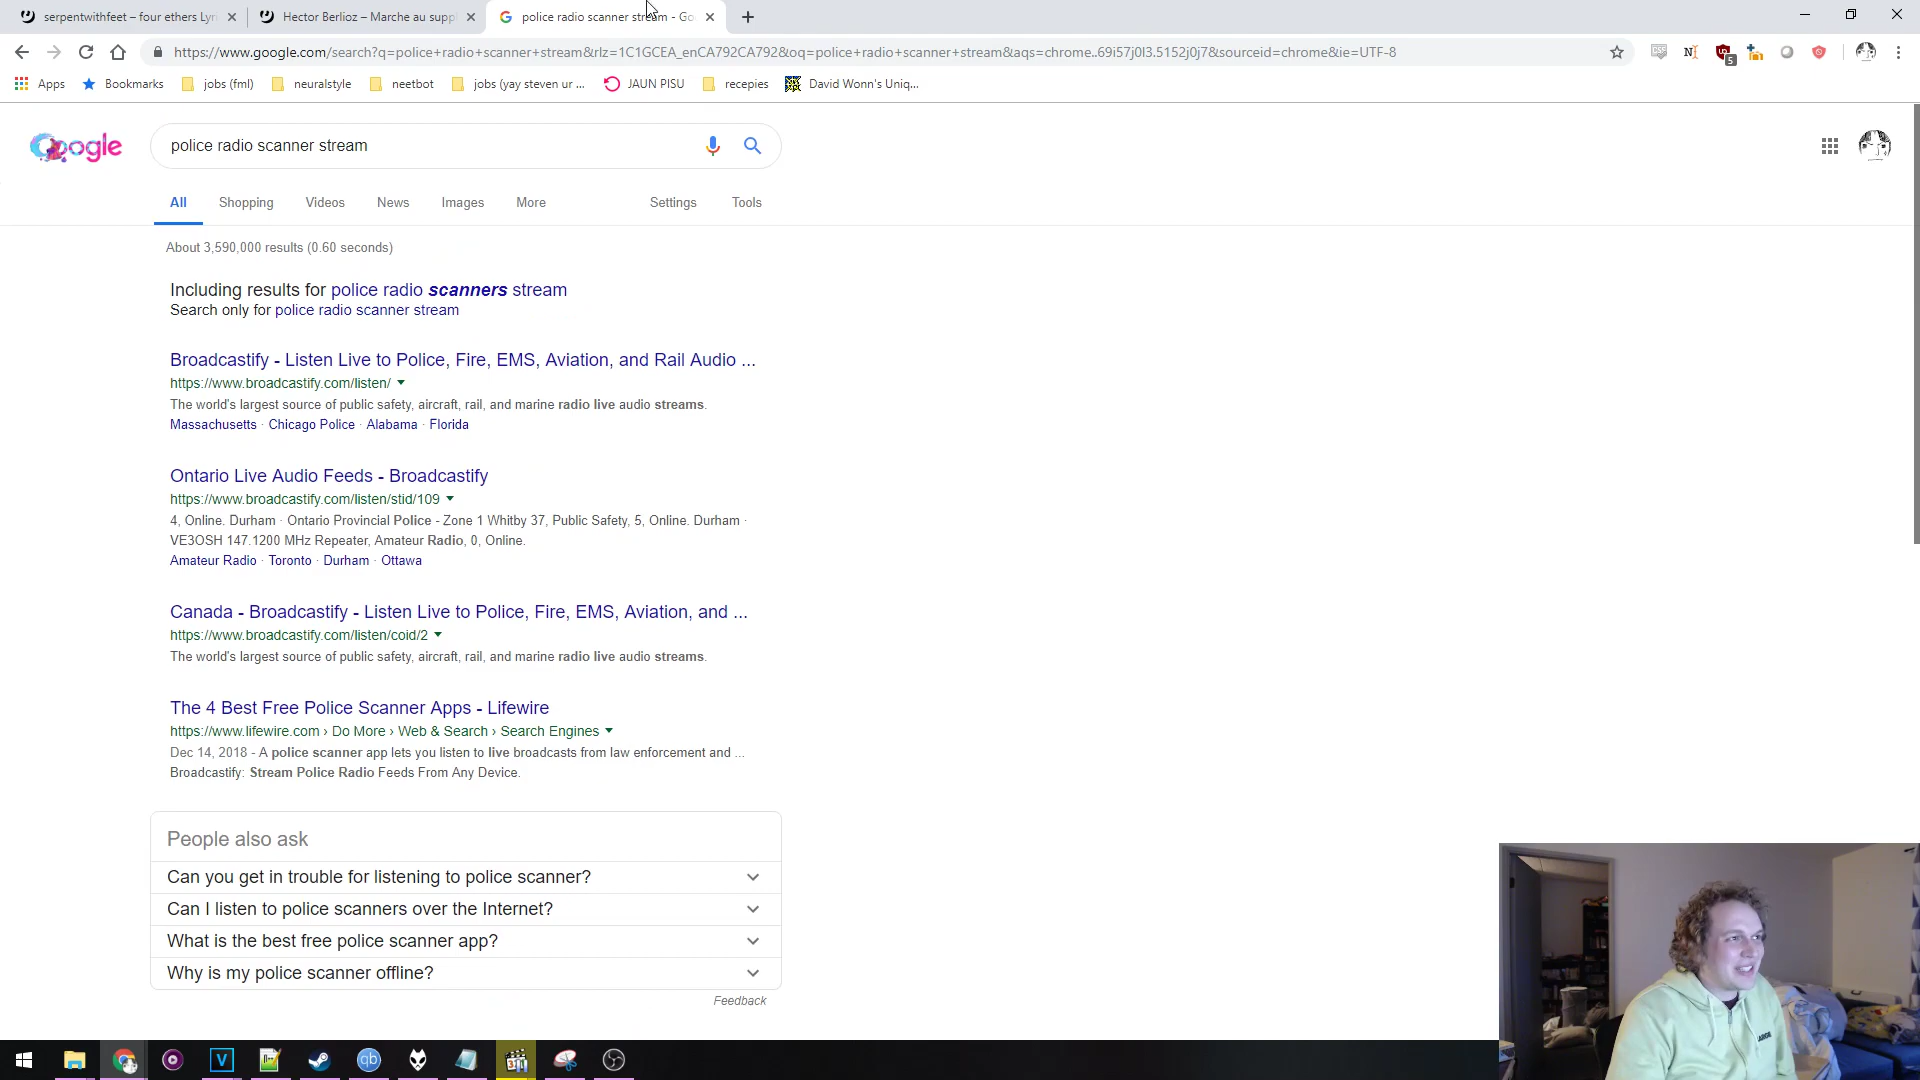 serpentwithfeet – four ethers Lyri
Hector Berlioz – Marche au suppl
police radio scanner stream - Go
https://www.google.com/search?q=police+radio+scanner+stream&rlz=1C1GCEA_enCA792CA792&oq=police+radio+scanner+stream&aqs=chrome..69i57j0l3.5152j0j7&sourceid=chrome&ie=UTF-8
5
Apps
Bookmarks
jobs (fml)
neuralstyle
neetbot
jobs (yay steven ur ...
JAUN PISU
recepies
David Wonn's Uniq...
Google
police radio scanner stream
All
Shopping
Videos
News
Images
More
Settings
Tools
About 3,590,000 results (0.60 seconds)
Including results for police radio scanners stream
Search only for police radio scanner stream
Broadcastify - Listen Live to Police, Fire, EMS, Aviation, and Rail Audio ...
https://www.broadcastify.com/listen/
The world's largest source of public safety, aircraft, rail, and marine radio live audio streams.
Massachusetts · Chicago Police · Alabama · Florida
Ontario Live Audio Feeds - Broadcastify
https://www.broadcastify.com/listen/stid/109
4, Online. Durham · Ontario Provincial Police - Zone 1 Whitby 37, Public Safety, 5, Online. Durham ·
VE3OSH 147.1200 MHz Repeater, Amateur Radio, 0, Online.
Amateur Radio · Toronto · Durham · Ottawa
Canada - Broadcastify - Listen Live to Police, Fire, EMS, Aviation, and ...
https://www.broadcastify.com/listen/coid/2
The world's largest source of public safety, aircraft, rail, and marine radio live audio streams.
The 4 Best Free Police Scanner Apps - Lifewire
https://www.lifewire.com › Do More › Web & Search › Search Engines
Dec 14, 2018 - A police scanner app lets you listen to live broadcasts from law enforcement and ...
Broadcastify: Stream Police Radio Feeds From Any Device.
People also ask
Can you get in trouble for listening to police scanner?
Can I listen to police scanners over the Internet?
What is the best free police scanner app?
Why is my police scanner offline?
Feedback
V
qb